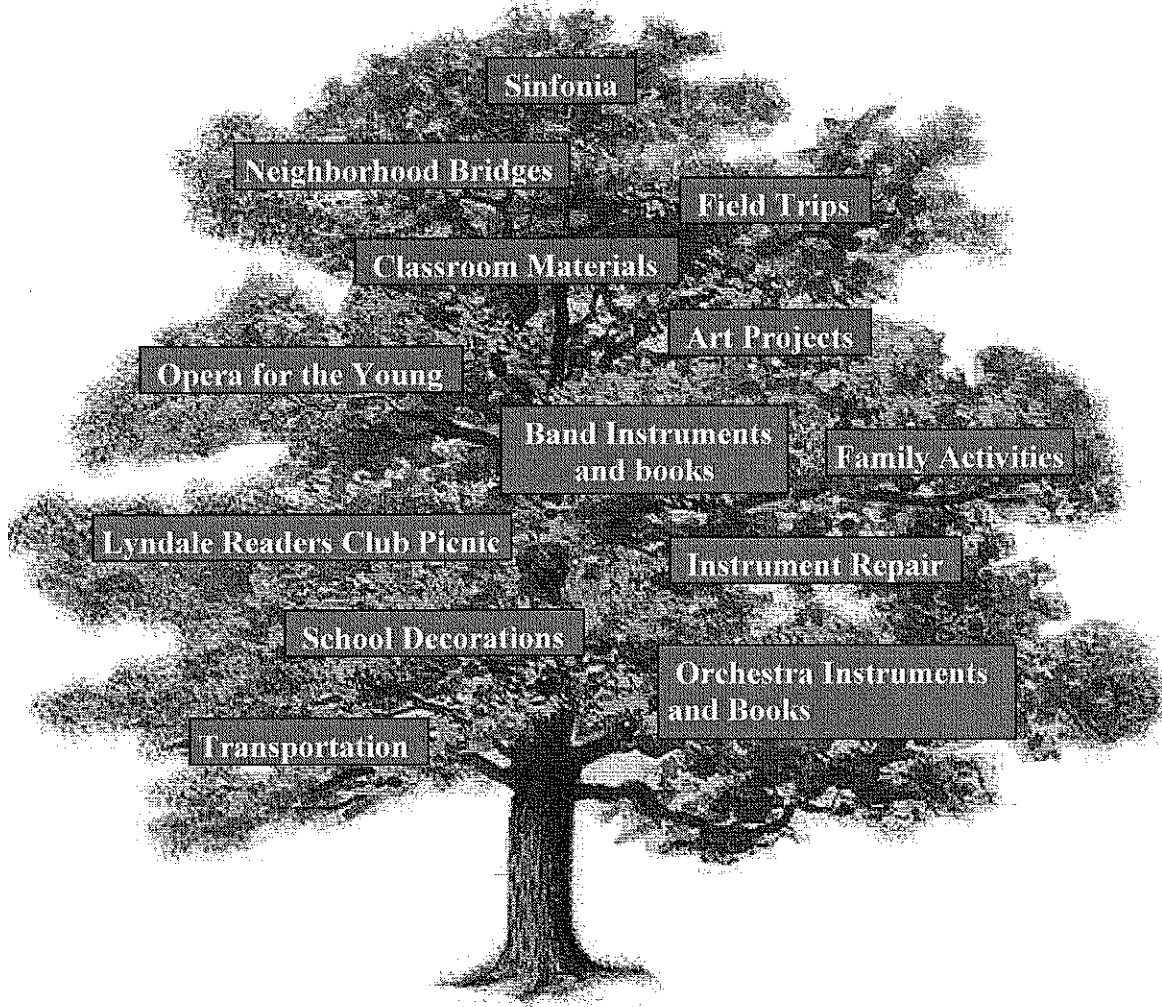 Sinfonia
Neighborhood Bridges
Field Trips
Classroom Materials
Art Projects
Opera for the Young
Band Instruments
and books
Family Activities
Lyndale Readers Club Picnic
Instrument Repair
School Decorations
Orchestra Instruments
and Books
Transportation